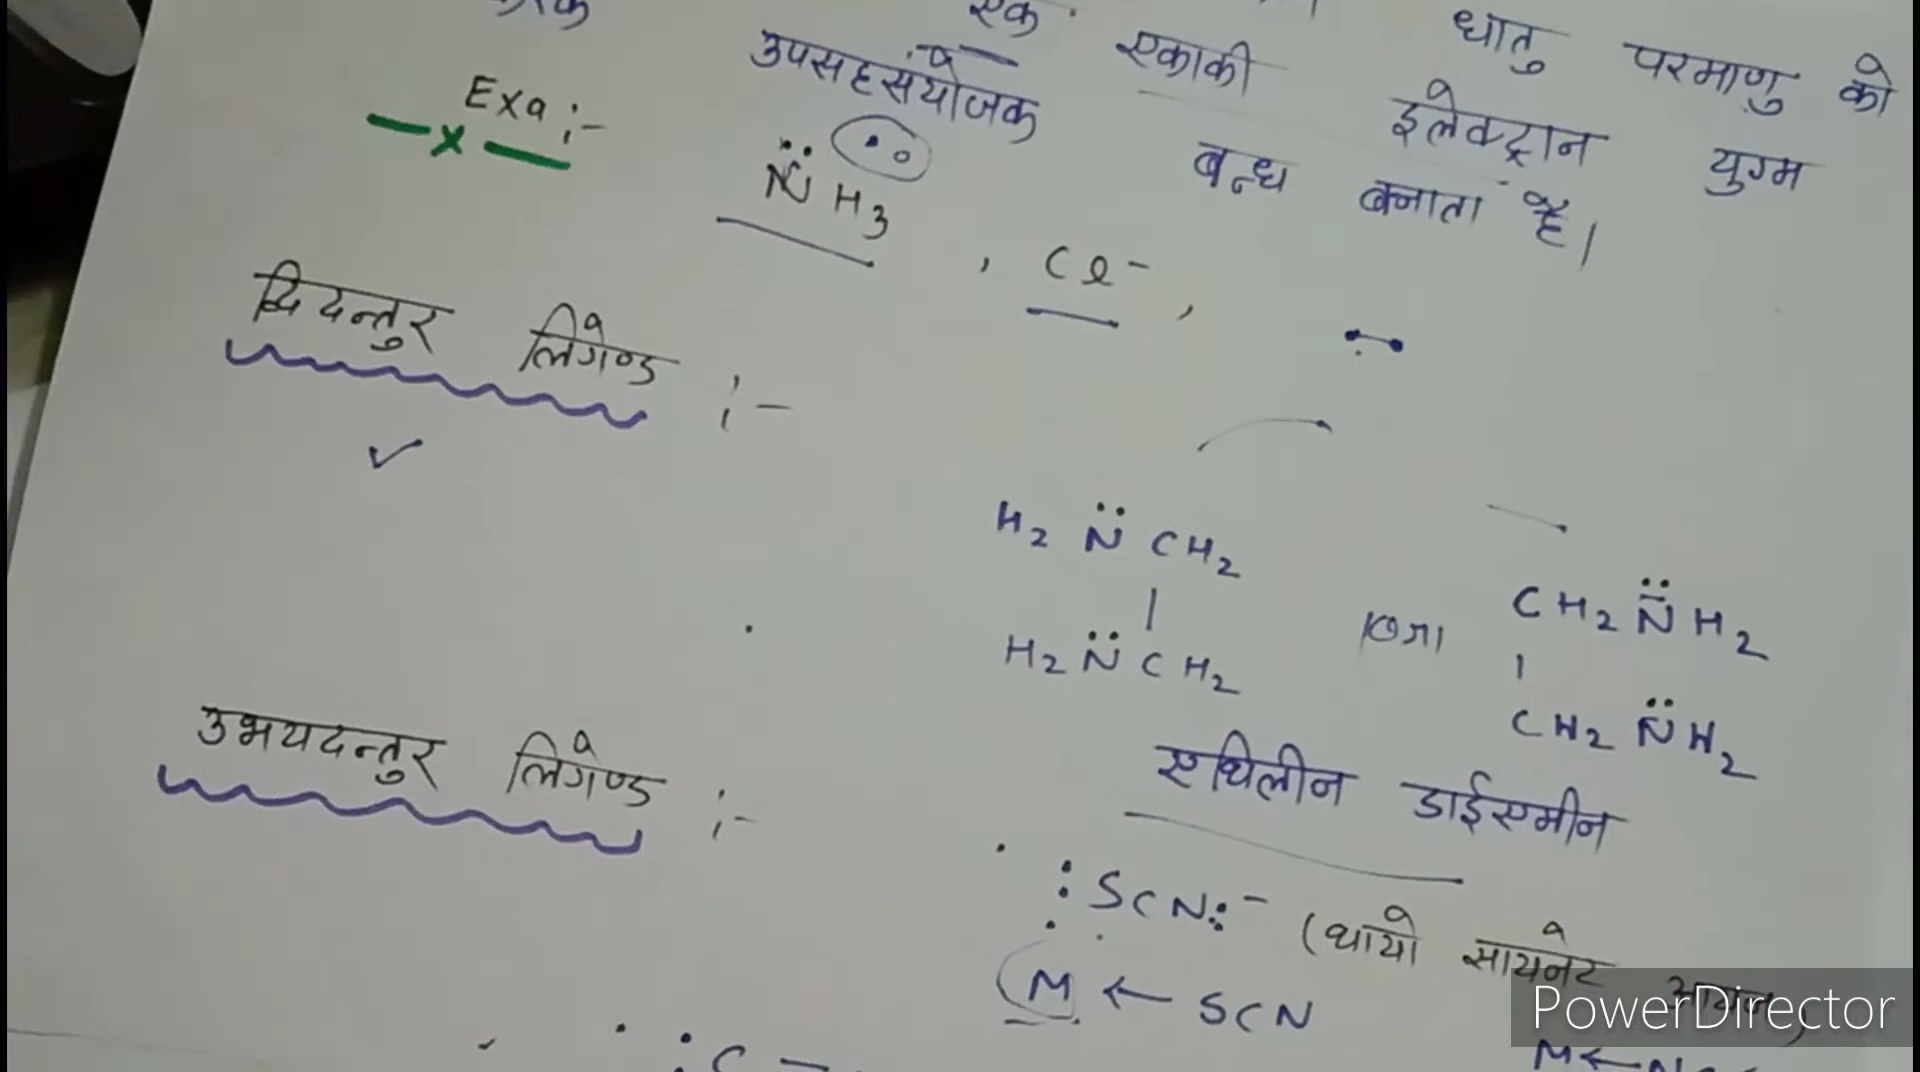 एक एकाकी धातु परमाणु को
उपसहसंयोजक इलेक्ट्रान युग्म
Exa :-
बन्ध बनाता है।
N̈H3 , Cl⁻ ,
द्विदन्तुर लिगेण्ड :-
H2 N̈ CH2
|
H2 N̈ CH2
CH2 N̈ H2
|
CH2 N̈ H2
एथिलीन डाईएमीन
उभयदन्तुर लिगेण्ड :-
:SCN:⁻ (थायो सायनेट आयन)
M ← SCN
M ← N
:C –
PowerDirector